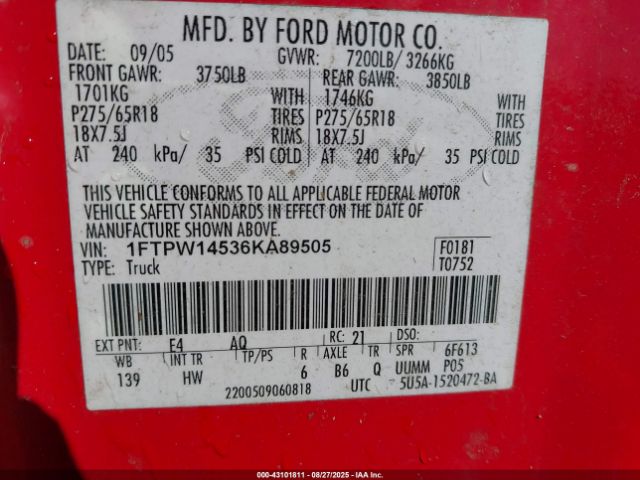 MFD. BY FORD MOTOR CO.
DATE: 09/05 GVWR: 7200LB/ 3266KG
FRONT GAWR: 3750LB REAR GAWR: 3850LB
1701KG WITH 1746KG WITH
P275/65R18 TIRES P275/65R18 TIRES
18X7.5J RIMS 18X7.5J RIMS
AT 240 kPa/ 35 PSI COLD AT 240 kPa/ 35 PSI COLD
THIS VEHICLE CONFORMS TO ALL APPLICABLE FEDERAL MOTOR
VEHICLE SAFETY STANDARDS IN EFFECT ON THE DATE OF
MANUFACTURE SHOWN ABOVE.
VIN: 1FTPW14536KA89505 F0181
TYPE: Truck T0752
EXT PNT: E4 AQ RC: 21 DSO:
WB INT TR TP/PS R AXLE TR SPR 6F613
139 HW 6 B6 Q UUMM P05
2200509060818 UTC 5U5A-1520472-BA
000-43101811 - 08/27/2025 - IAAI.COM